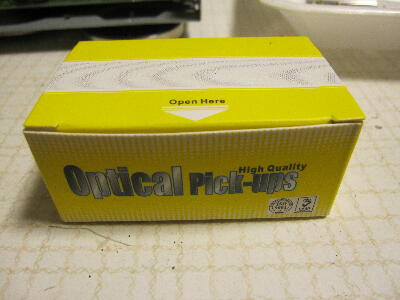 Open Here
High Quality
Optical Pick-ups